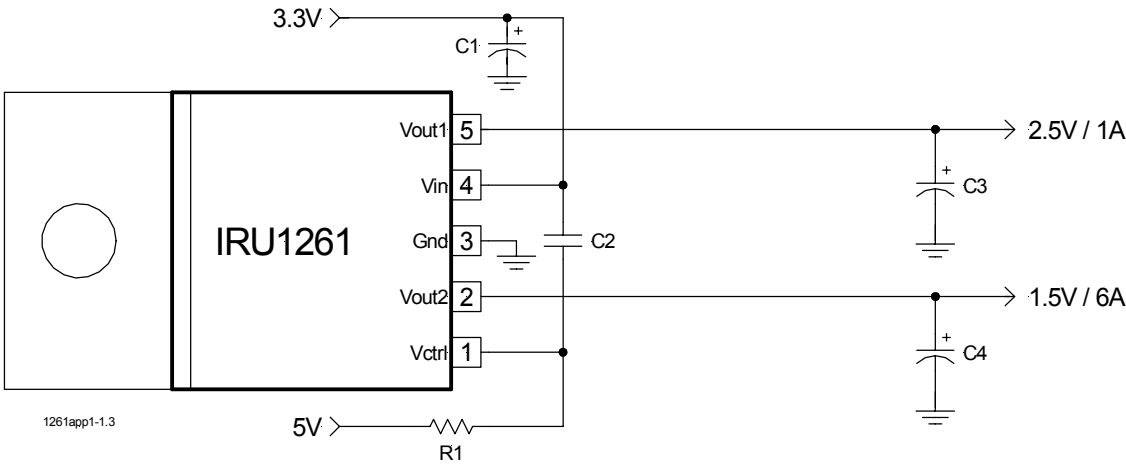 3.3V
C1
+
Vout1 5
2.5V / 1A
Vin 4
+
C3
IRU1261
Gnd 3
C2
Vout2 2
1.5V / 6A
Vctrl 1
+
C4
1261app1-1.3
5V
R1